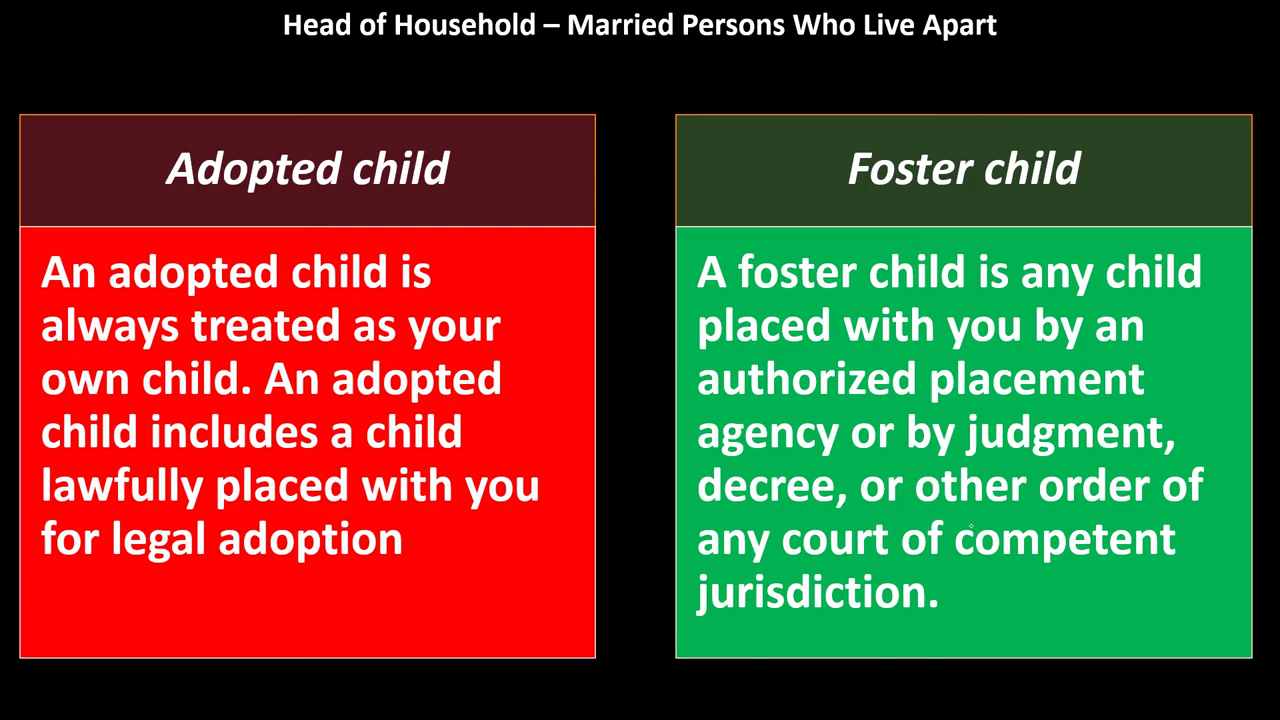 Head of Household – Married Persons Who Live Apart
Adopted child
An adopted child is
always treated as your
own child. An adopted
child includes a child
lawfully placed with you
for legal adoption
Foster child
A foster child is any child
placed with you by an
authorized placement
agency or by judgment,
decree, or other order of
any court of competent
jurisdiction.